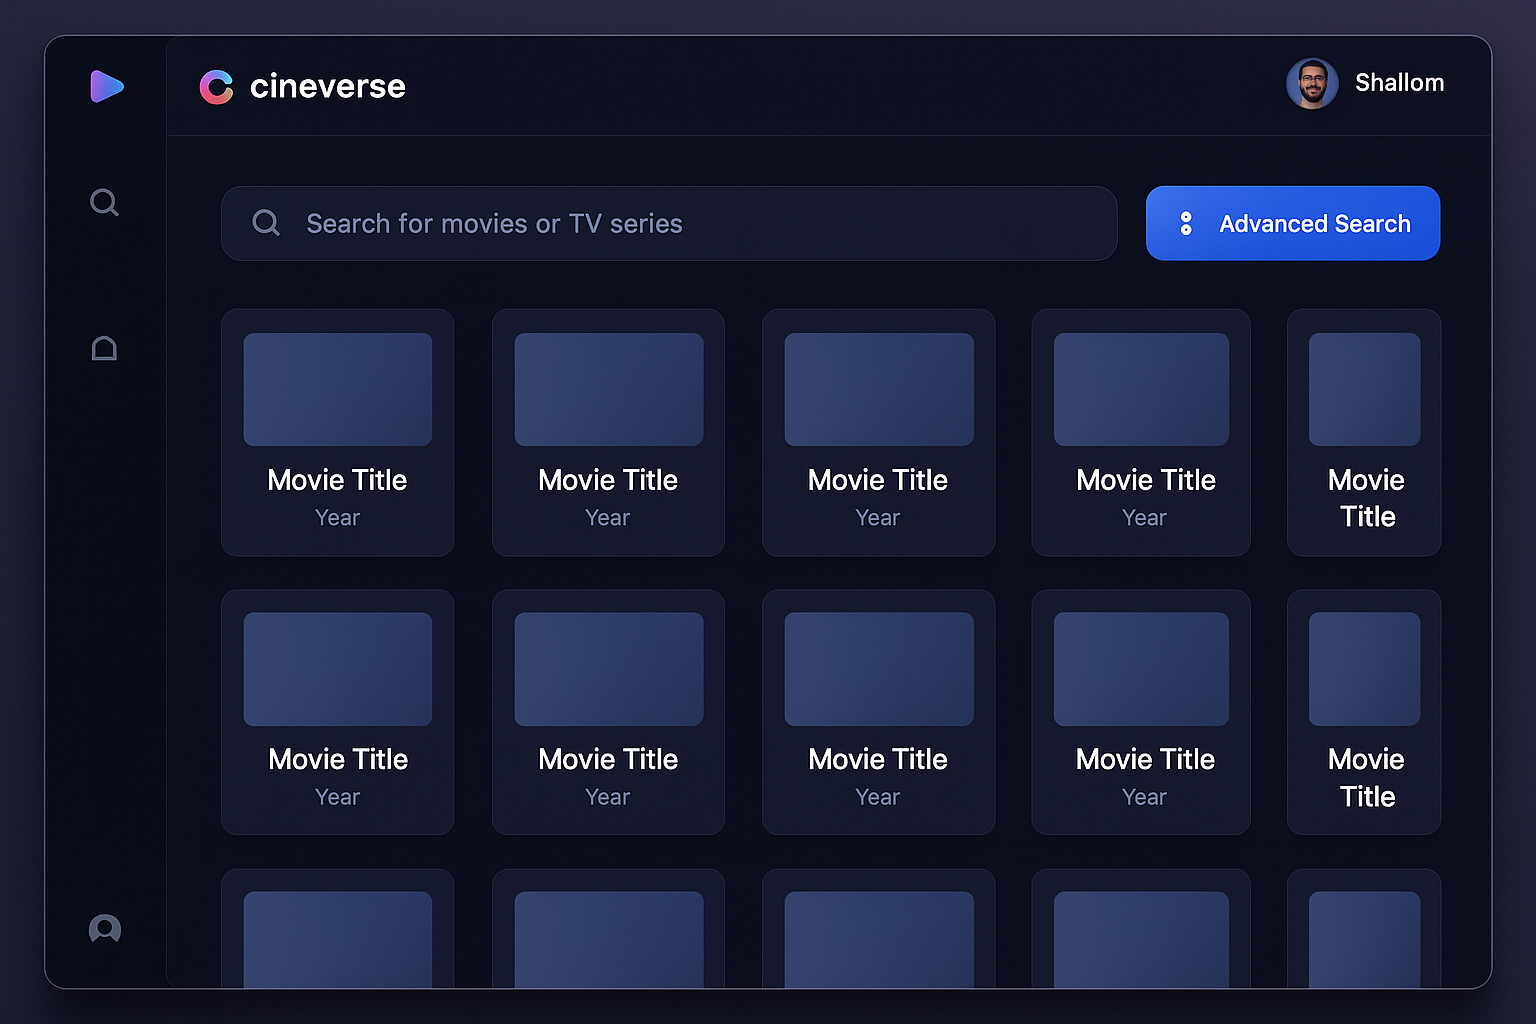 cineverse
Shallom
Search for movies or TV series
Advanced Search
Movie Title
Year
Movie Title
Year
Movie Title
Year
Movie Title
Year
Movie
Title
Movie Title
Year
Movie Title
Year
Movie Title
Year
Movie Title
Year
Movie
Title